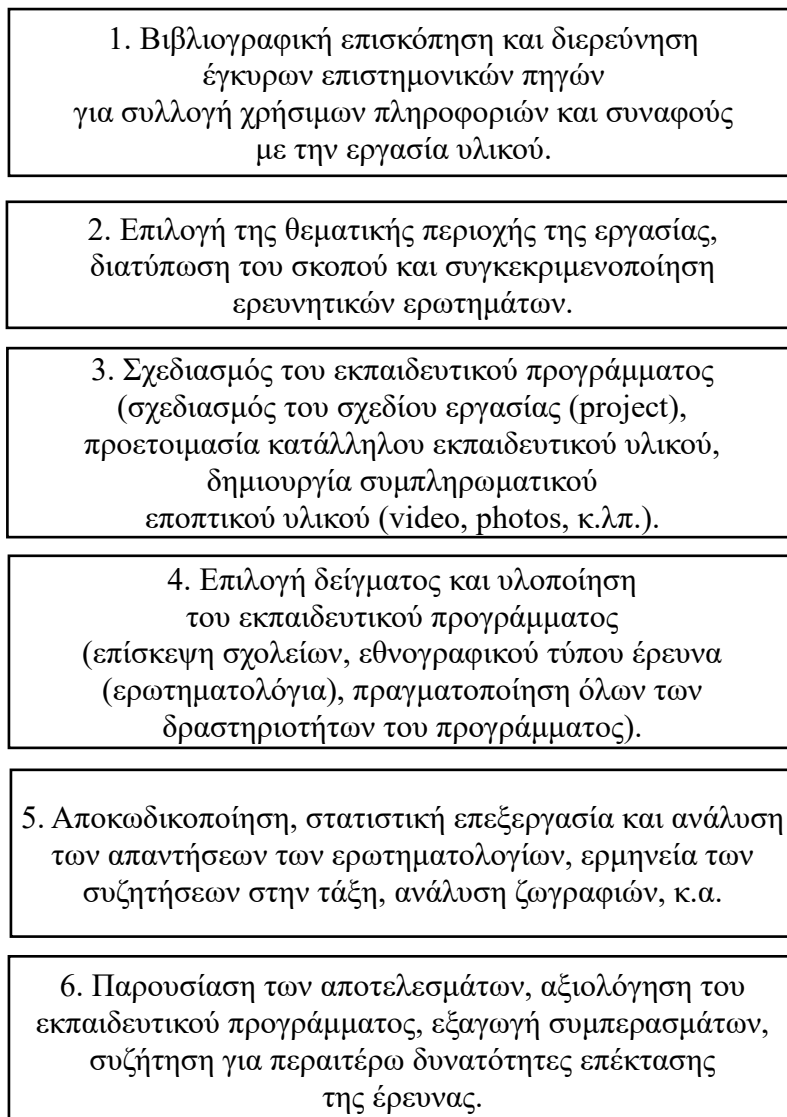 1. Βιβλιογραφική επισκόπηση και διερεύνηση
έγκυρων επιστημονικών πηγών
για συλλογή χρήσιμων πληροφοριών και συναφούς
με την εργασία υλικού.
2. Επιλογή της θεματικής περιοχής της εργασίας,
διατύπωση του σκοπού και συγκεκριμενοποίηση
ερευνητικών ερωτημάτων.
3. Σχεδιασμός του εκπαιδευτικού προγράμματος
(σχεδιασμός του σχεδίου εργασίας (project),
προετοιμασία κατάλληλου εκπαιδευτικού υλικού,
δημιουργία συμπληρωματικού
εποπτικού υλικού (video, photos, κ.λπ.).
4. Επιλογή δείγματος και υλοποίηση
του εκπαιδευτικού προγράμματος
(επίσκεψη σχολείων, εθνογραφικού τύπου έρευνα
(ερωτηματολόγια), πραγματοποίηση όλων των
δραστηριοτήτων του προγράμματος).
5. Αποκωδικοποίηση, στατιστική επεξεργασία και ανάλυση
των απαντήσεων των ερωτηματολογίων, ερμηνεία των
συζητήσεων στην τάξη, ανάλυση ζωγραφιών, κ.α.
6. Παρουσίαση των αποτελεσμάτων, αξιολόγηση του
εκπαιδευτικού προγράμματος, εξαγωγή συμπερασμάτων,
συζήτηση για περαιτέρω δυνατότητες επέκτασης
της έρευνας.